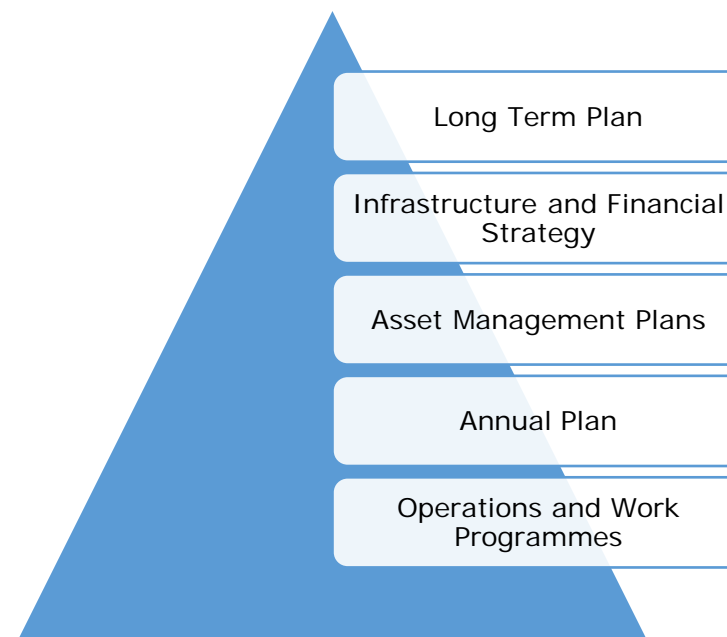 Long Term Plan
Infrastructure and Financial
Strategy
Asset Management Plans
Annual Plan
Operations and Work
Programmes